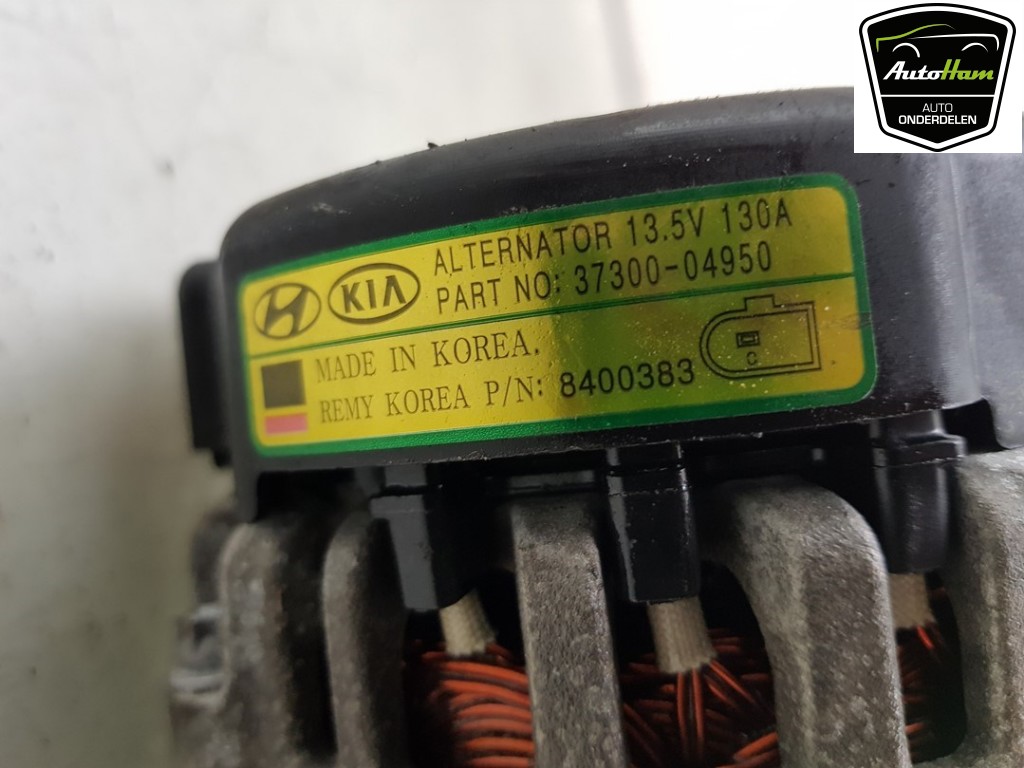 AutoHam
AUTO
ONDERDELEN
ALTERNATOR 13.5V 130A
KIA
PART NO: 37300-04950
MADE IN KOREA.
REMY KOREA P/N: 8400383
C